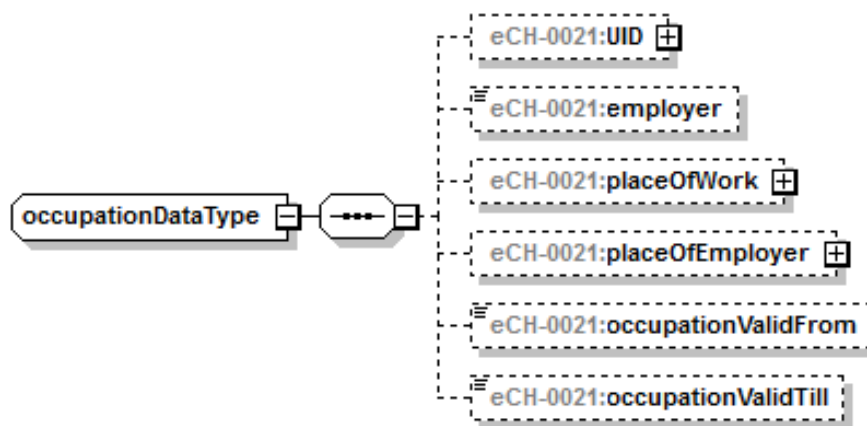 eCH-0021:UID
eCH-0021:employer
eCH-0021:placeOfWork
occupationDataType
eCH-0021:placeOfEmployer
eCH-0021:occupationValidFrom
eCH-0021:occupationValidTill